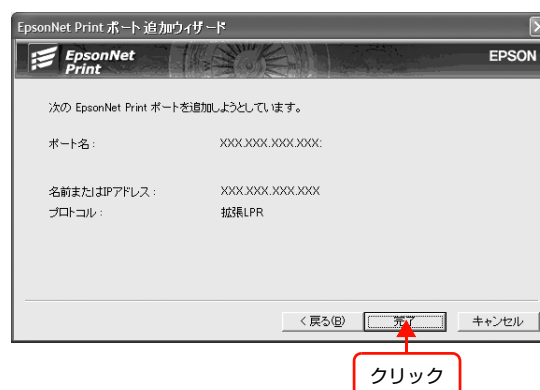 EpsonNet Print ポート追加ウィザード
EpsonNet
Print
EPSON
次の EpsonNet Print ポートを追加しようとしています。
ポート名 : XXX.XXX.XXX.XXX:
名前またはIPアドレス : XXX.XXX.XXX.XXX
プロトコル : 拡張LPR
< 戻る(B) 完了 キャンセル
クリック